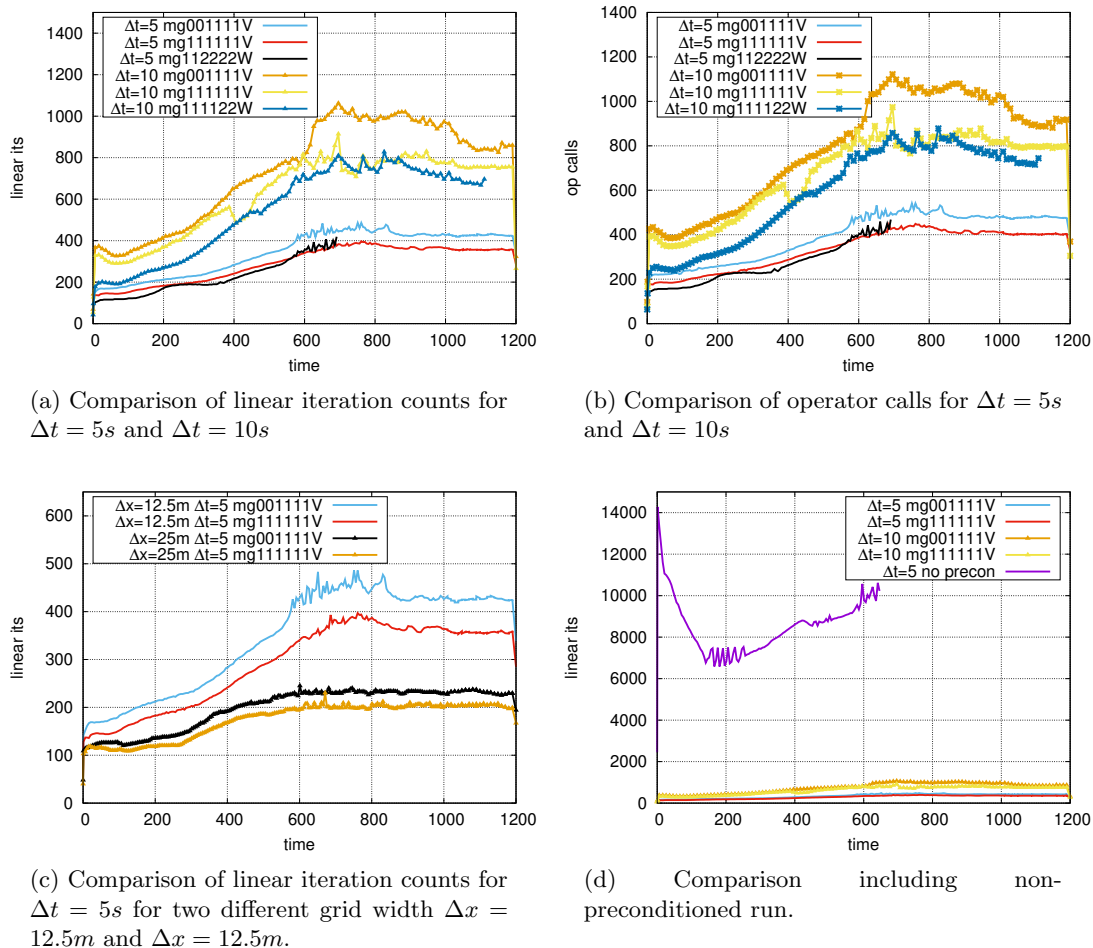 1400
1200
1000
800
600
400
200
0
linear its
Δt=5 mg001111V
Δt=5 mg111111V
Δt=5 mg112222W
Δt=10 mg001111V
Δt=10 mg111111V
Δt=10 mg111122W
0 200 400 600 800 1000 1200
time
(a) Comparison of linear iteration counts for
Δt = 5s and Δt = 10s
1400
1200
1000
800
600
400
200
0
op calls
Δt=5 mg001111V
Δt=5 mg111111V
Δt=5 mg112222W
Δt=10 mg001111V
Δt=10 mg111111V
Δt=10 mg111122W
0 200 400 600 800 1000 1200
time
(b) Comparison of operator calls for Δt = 5s
and Δt = 10s
600
500
400
300
200
100
0
linear its
Δx=12.5m Δt=5 mg001111V
Δx=12.5m Δt=5 mg111111V
Δx=25m Δt=5 mg001111V
Δx=25m Δt=5 mg111111V
0 200 400 600 800 1000 1200
time
(c) Comparison of linear iteration counts for
Δt = 5s for two different grid width Δx =
12.5m and Δx = 12.5m.
14000
12000
10000
8000
6000
4000
2000
0
linear its
Δt=5 mg001111V
Δt=5 mg111111V
Δt=10 mg001111V
Δt=10 mg111111V
Δt=5 no precon
0 200 400 600 800 1000 1200
time
(d) Comparison including non-
preconditioned run.